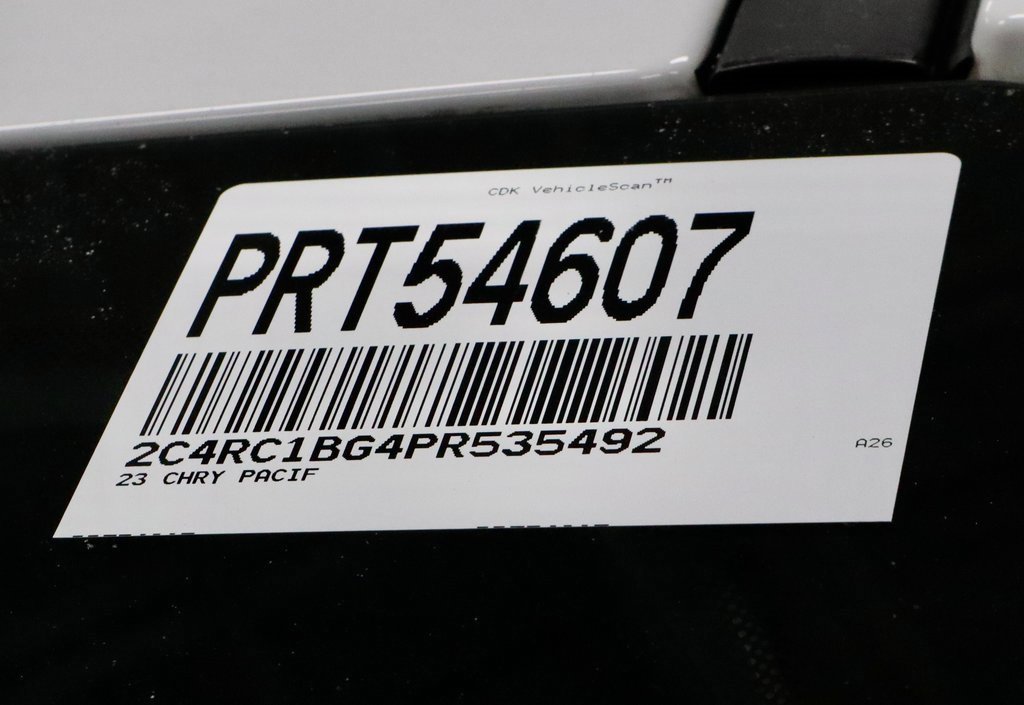 CDK VehicleScan™
PRT54607
2C4RC1BG4PR535492
23 CHRY PACIF
A26